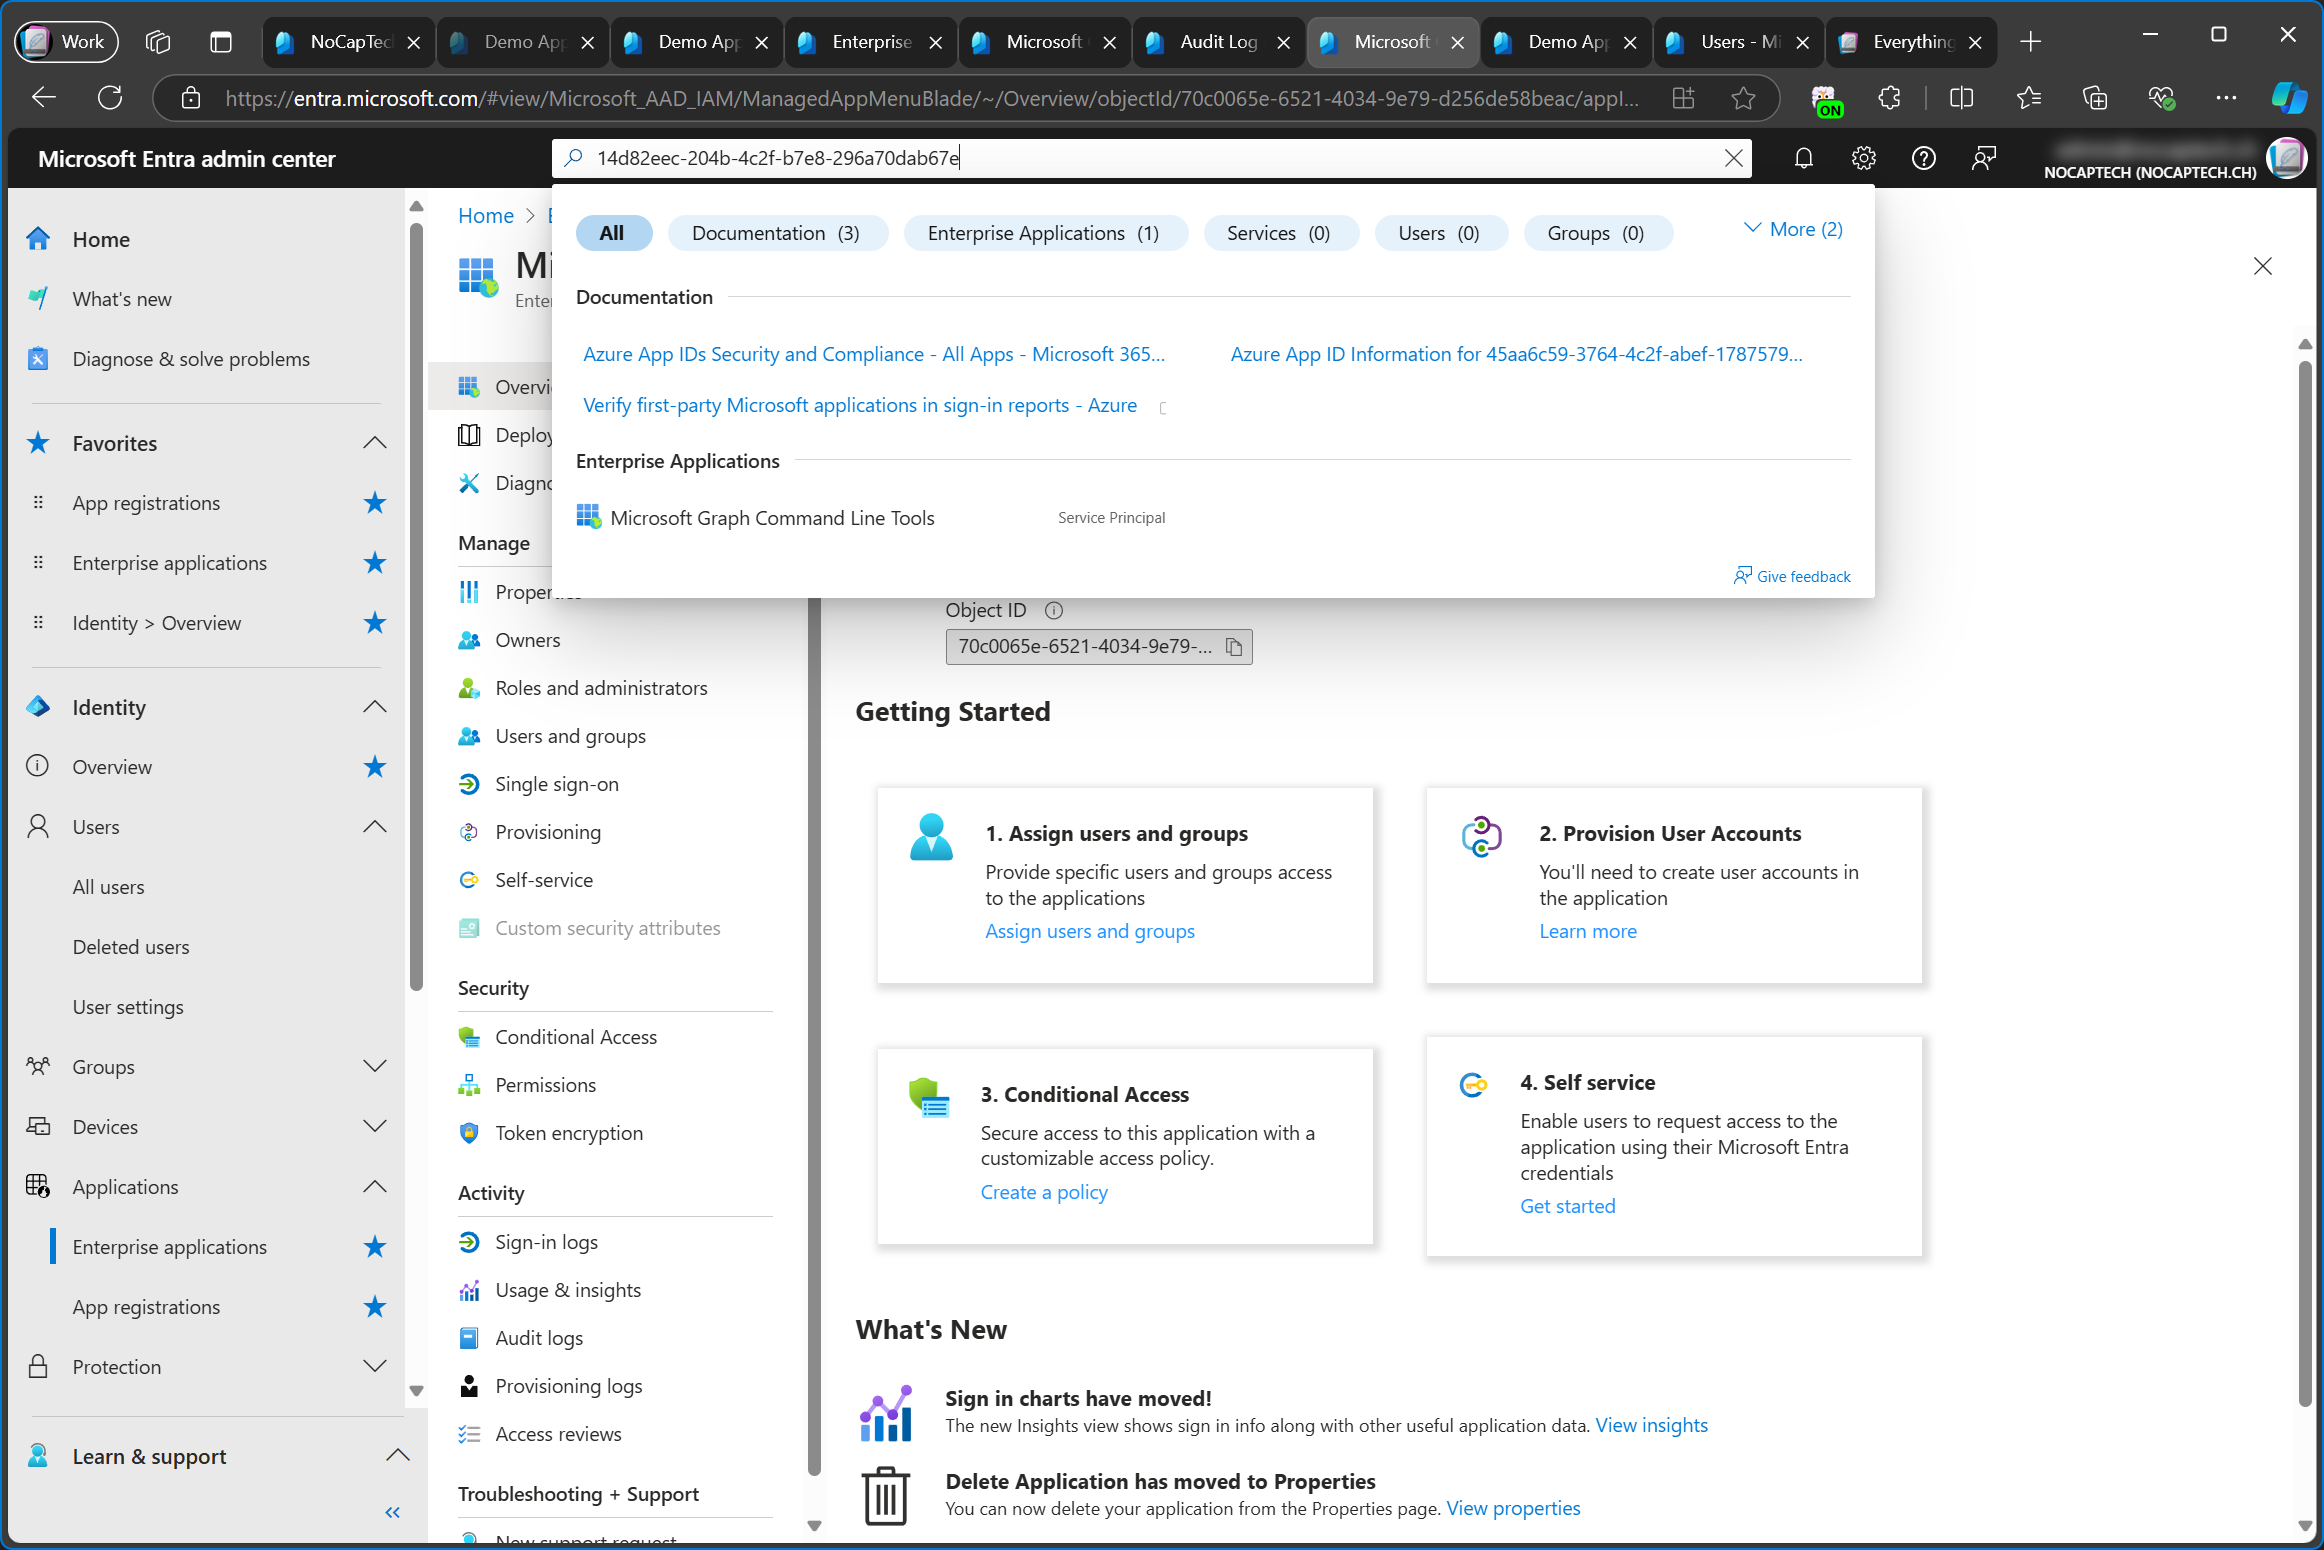 Work
NoCapTec
Demo App
Demo App
Enterprise
Microsoft
Audit Log
Microsoft
Demo App
Users - Mi
Everything
https://entra.microsoft.com/#view/Microsoft_AAD_IAM/ManagedAppMenuBlade/~/Overview/objectId/70c0065e-6521-4034-9e79-d256de58beac/appI...
ON
Microsoft Entra admin center
14d82eec-204b-4c2f-b7e8-296a70dab67e
NOCAPTECH (NOCAPTECH.CH)
Home
What's new
Diagnose & solve problems
Favorites
App registrations
Enterprise applications
Identity > Overview
Identity
Overview
Users
All users
Deleted users
User settings
Groups
Devices
Applications
Enterprise applications
App registrations
Protection
Learn & support
«
Home >
Mi
Enter
Overvi
Deploy
Diagno
Manage
Proper
Owners
Roles and administrators
Users and groups
Single sign-on
Provisioning
Self-service
Custom security attributes
Security
Conditional Access
Permissions
Token encryption
Activity
Sign-in logs
Usage & insights
Audit logs
Provisioning logs
Access reviews
Troubleshooting + Support
New support request
All
Documentation (3)
Enterprise Applications (1)
Services (0)
Users (0)
Groups (0)
More (2)
Documentation
Azure App IDs Security and Compliance - All Apps - Microsoft 365...
Azure App ID Information for 45aa6c59-3764-4c2f-abef-1787579...
Verify first-party Microsoft applications in sign-in reports - Azure
Enterprise Applications
Microsoft Graph Command Line Tools
Service Principal
Give feedback
Object ID
70c0065e-6521-4034-9e79-...
Getting Started
1. Assign users and groups
Provide specific users and groups access
to the applications
Assign users and groups
2. Provision User Accounts
You'll need to create user accounts in
the application
Learn more
3. Conditional Access
Secure access to this application with a
customizable access policy.
Create a policy
4. Self service
Enable users to request access to the
application using their Microsoft Entra
credentials
Get started
What's New
Sign in charts have moved!
The new Insights view shows sign in info along with other useful application data. View insights
Delete Application has moved to Properties
You can now delete your application from the Properties page. View properties